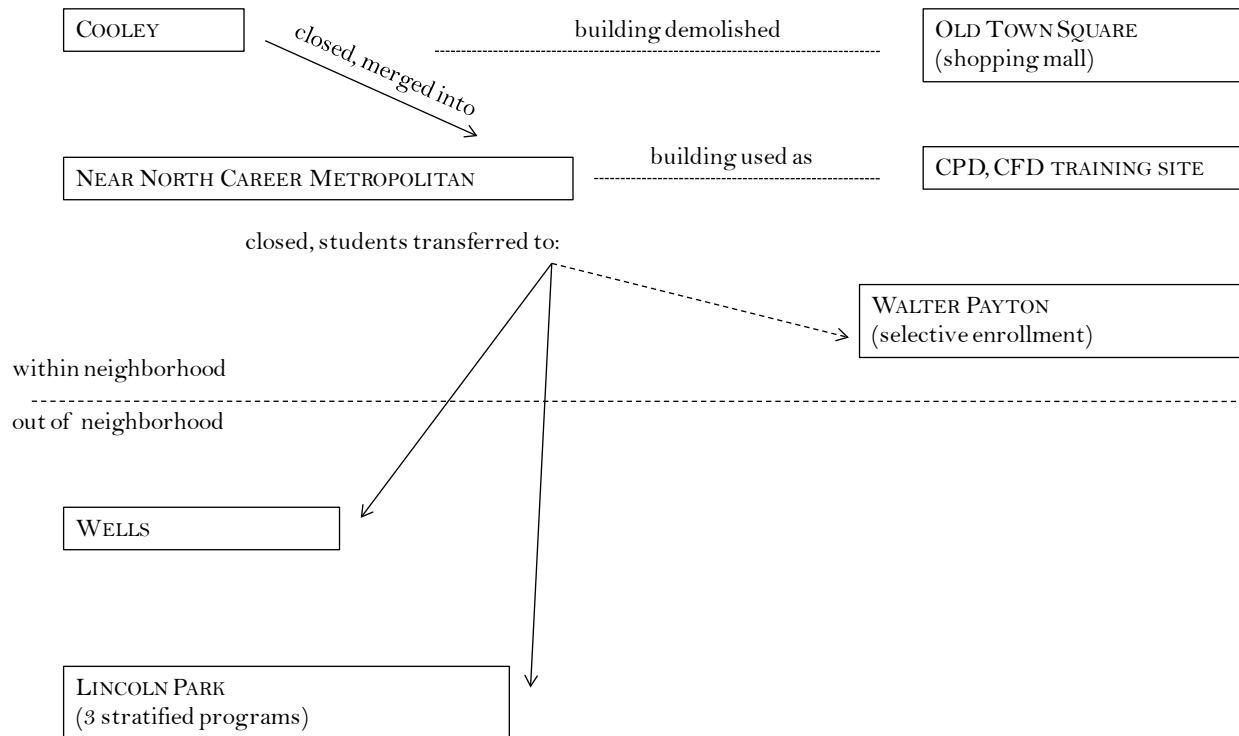 COOLEY
building demolished
OLD TOWN SQUARE
(shopping mall)
closed, merged into
NEAR NORTH CAREER METROPOLITAN
building used as
CPD, CFD TRAINING SITE
closed, students transferred to:
WALTER PAYTON
(selective enrollment)
within neighborhood
out of neighborhood
WELLS
LINCOLN PARK
(3 stratified programs)